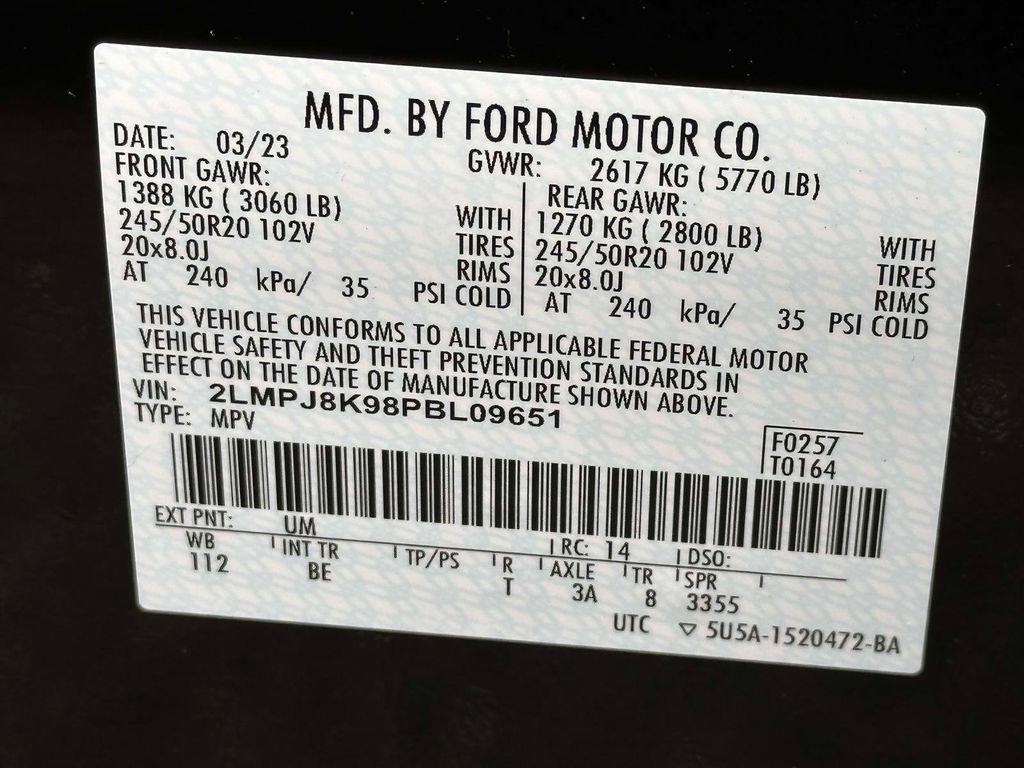 MFD. BY FORD MOTOR CO.
DATE: 03/23 GVWR: 2617 KG ( 5770 LB)
FRONT GAWR: REAR GAWR:
1388 KG ( 3060 LB) WITH 1270 KG ( 2800 LB) WITH
245/50R20 102V TIRES 245/50R20 102V TIRES
20x8.0J RIMS 20x8.0J RIMS
AT 240 kPa/ 35 PSI COLD AT 240 kPa/ 35 PSI COLD
THIS VEHICLE CONFORMS TO ALL APPLICABLE FEDERAL MOTOR
VEHICLE SAFETY AND THEFT PREVENTION STANDARDS IN
EFFECT ON THE DATE OF MANUFACTURE SHOWN ABOVE.
VIN: 2LMPJ8K98PBL09651
TYPE: MPV
F0257
T0164
EXT PNT: UM RC: 14 DSO:
WB INT TR TP/PS R AXLE TR SPR
112 BE T 3A 8 3355
UTC ▽ 5U5A-1520472-BA